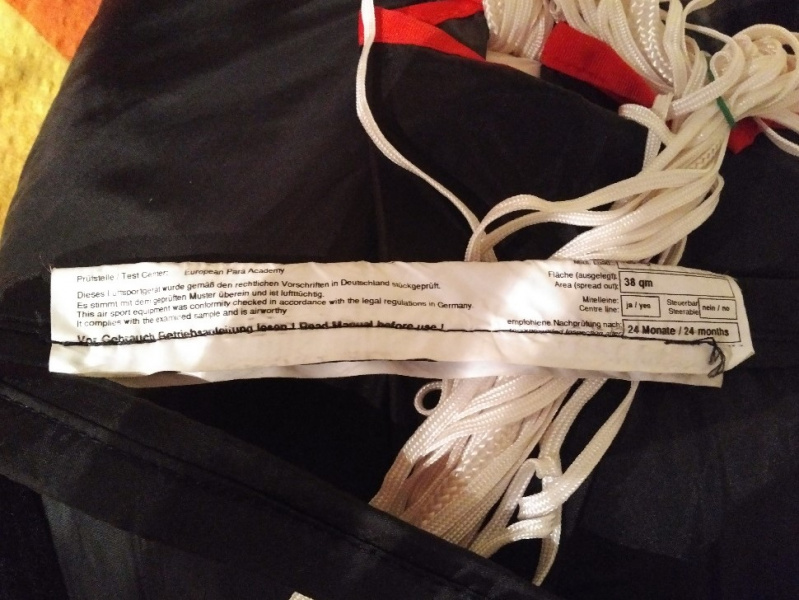 Prüfstelle / Test Center: European Para Academy
Dieses Luftsportgerät wurde gemäß den rechtlichen Vorschriften in Deutschland stückgeprüft.
Es stimmt mit dem geprüften Muster überein und ist lufttüchtig.
This air sport equipment was conformity checked in accordance with the legal regulations in Germany.
It complies with the examined sample and is airworthy
Vor Gebrauch Betriebsanleitung lesen ! Read Manual before use !
Fläche (ausgelegt):
Area (spread out): 38 qm
Mittelleine:
Centre line: ja / yes Steuerbar
Steerable nein / no
empfohlene Nachprüfung nach:
24 Monate / 24 months